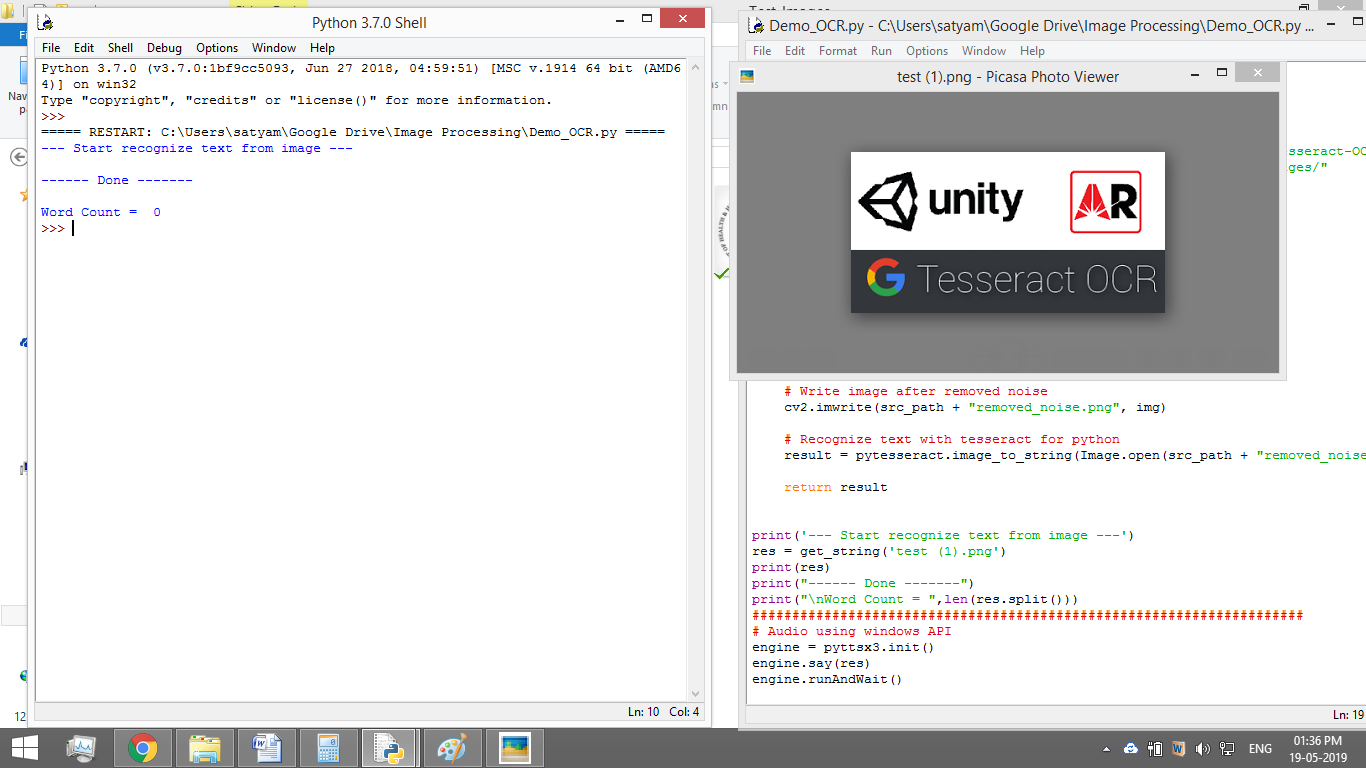 Python 3.7.0 Shell
File Edit Shell Debug Options Window Help
Python 3.7.0 (v3.7.0:1bf9cc5093, Jun 27 2018, 04:59:51) [MSC v.1914 64 bit (AMD6
4)] on win32
Type "copyright", "credits" or "license()" for more information.
>>>
===== RESTART: C:\Users\satyam\Google Drive\Image Processing\Demo_OCR.py =====
--- Start recognize text from image ---
------ Done -------
Word Count =  0
>>>
Ln: 10 Col: 4
Demo_OCR.py - C:\Users\satyam\Google Drive\Image Processing\Demo_OCR.py ...
File Edit Format Run Options Window Help
test (1).png - Picasa Photo Viewer
unity
AR
G Tesseract OCR
sseract-OC
ges/"
# Write image after removed noise
cv2.imwrite(src_path + "removed_noise.png", img)
# Recognize text with tesseract for python
result = pytesseract.image_to_string(Image.open(src_path + "removed_noise
return result
print('--- Start recognize text from image ---')
res = get_string('test (1).png')
print(res)
print("------ Done -------")
print("\nWord Count = ",len(res.split()))
#####################################################################
# Audio using windows API
engine = pyttsx3.init()
engine.say(res)
engine.runAndWait()
Ln: 19
Nav
p
12
ENG
01:36 PM
19-05-2019